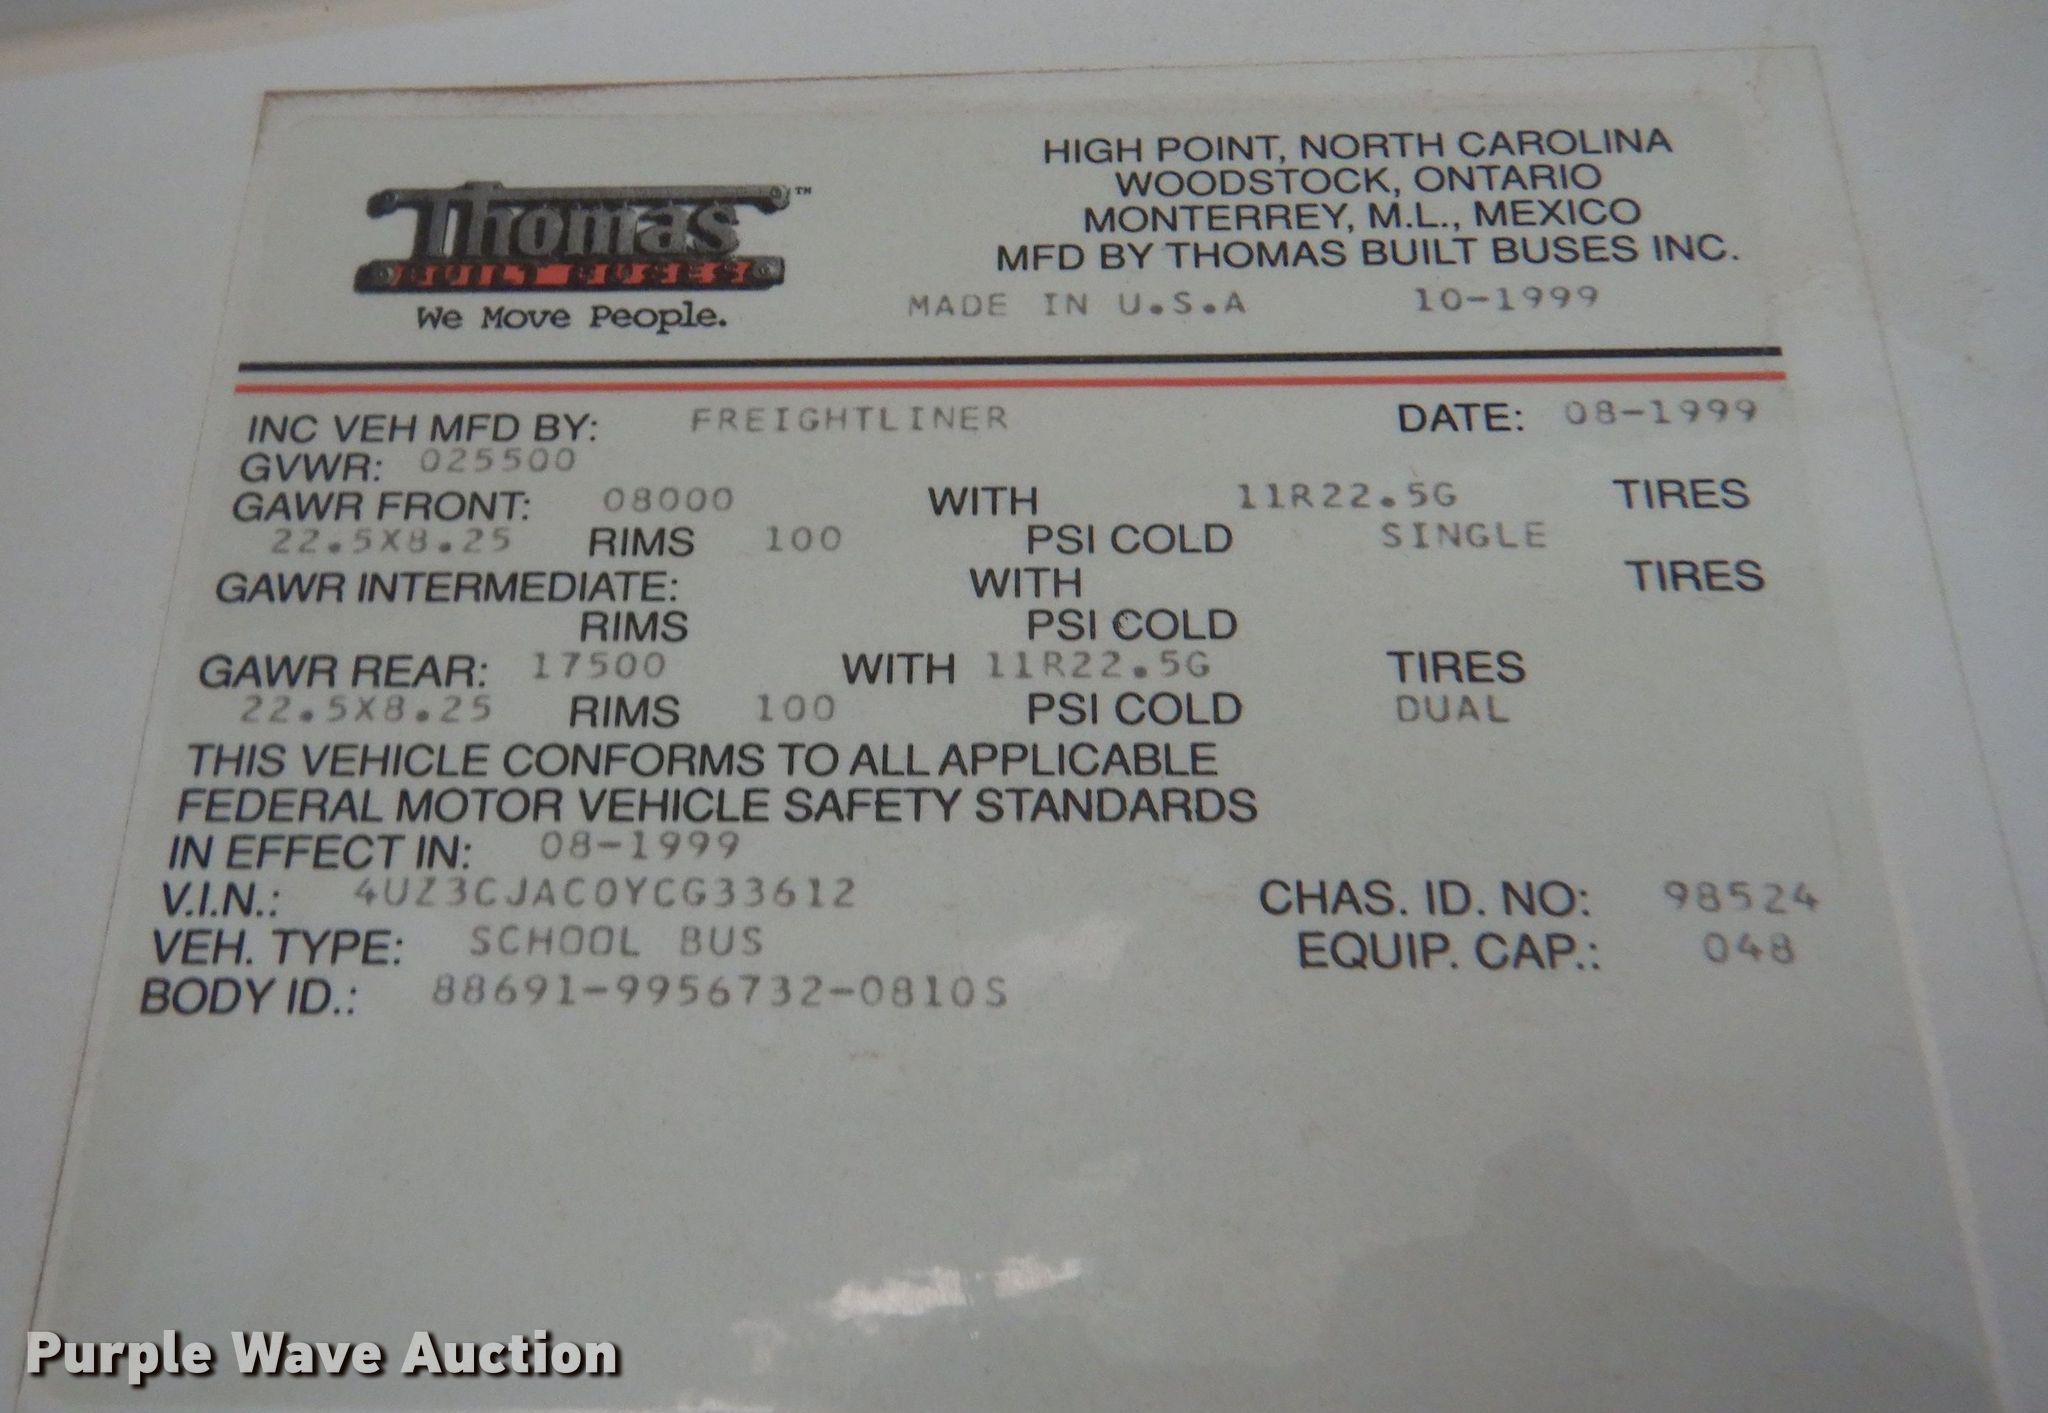 Thomas
BUILT BUSES
™
We Move People.
HIGH POINT, NORTH CAROLINA
WOODSTOCK, ONTARIO
MONTERREY, M.L., MEXICO
MFD BY THOMAS BUILT BUSES INC.
MADE IN U.S.A 10-1999
INC VEH MFD BY: FREIGHTLINER DATE: 08-1999
GVWR: 025500
GAWR FRONT: 08000 WITH 11R22.5G TIRES
22.5X8.25 RIMS 100 PSI COLD SINGLE
GAWR INTERMEDIATE: WITH TIRES
RIMS PSI COLD
GAWR REAR: 17500 WITH 11R22.5G TIRES
22.5X8.25 RIMS 100 PSI COLD DUAL
THIS VEHICLE CONFORMS TO ALL APPLICABLE
FEDERAL MOTOR VEHICLE SAFETY STANDARDS
IN EFFECT IN: 08-1999
V.I.N.: 4UZ3CJAC0YCG33612 CHAS. ID. NO: 98524
VEH. TYPE: SCHOOL BUS EQUIP. CAP.: 048
BODY ID.: 88691-9956732-0810S
Purple Wave Auction